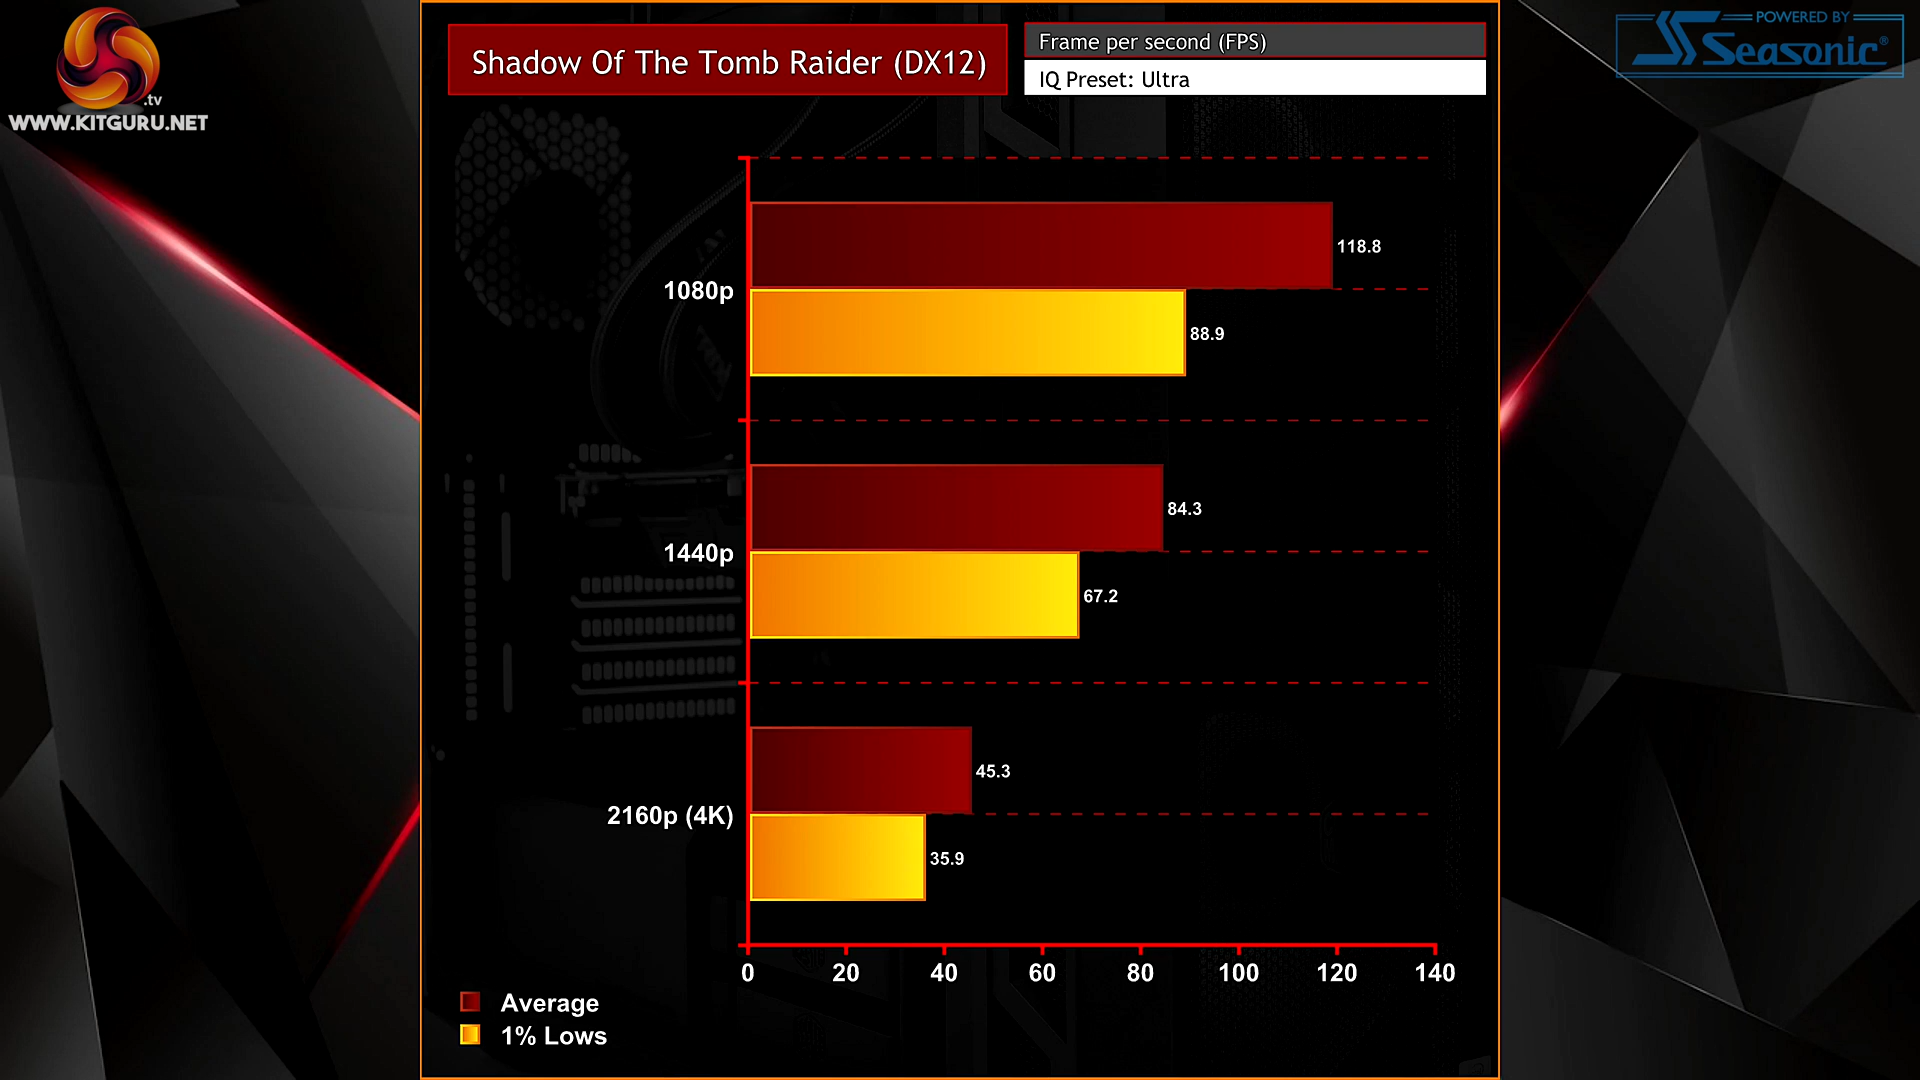 .tv
WWW.KITGURU.NET
Shadow Of The Tomb Raider (DX12)
Frame per second (FPS)
IQ Preset: Ultra
POWERED BY
Seasonic®
1080p
118.8
88.9
1440p
84.3
67.2
2160p (4K)
45.3
35.9
0 20 40 60 80 100 120 140
Average
1% Lows